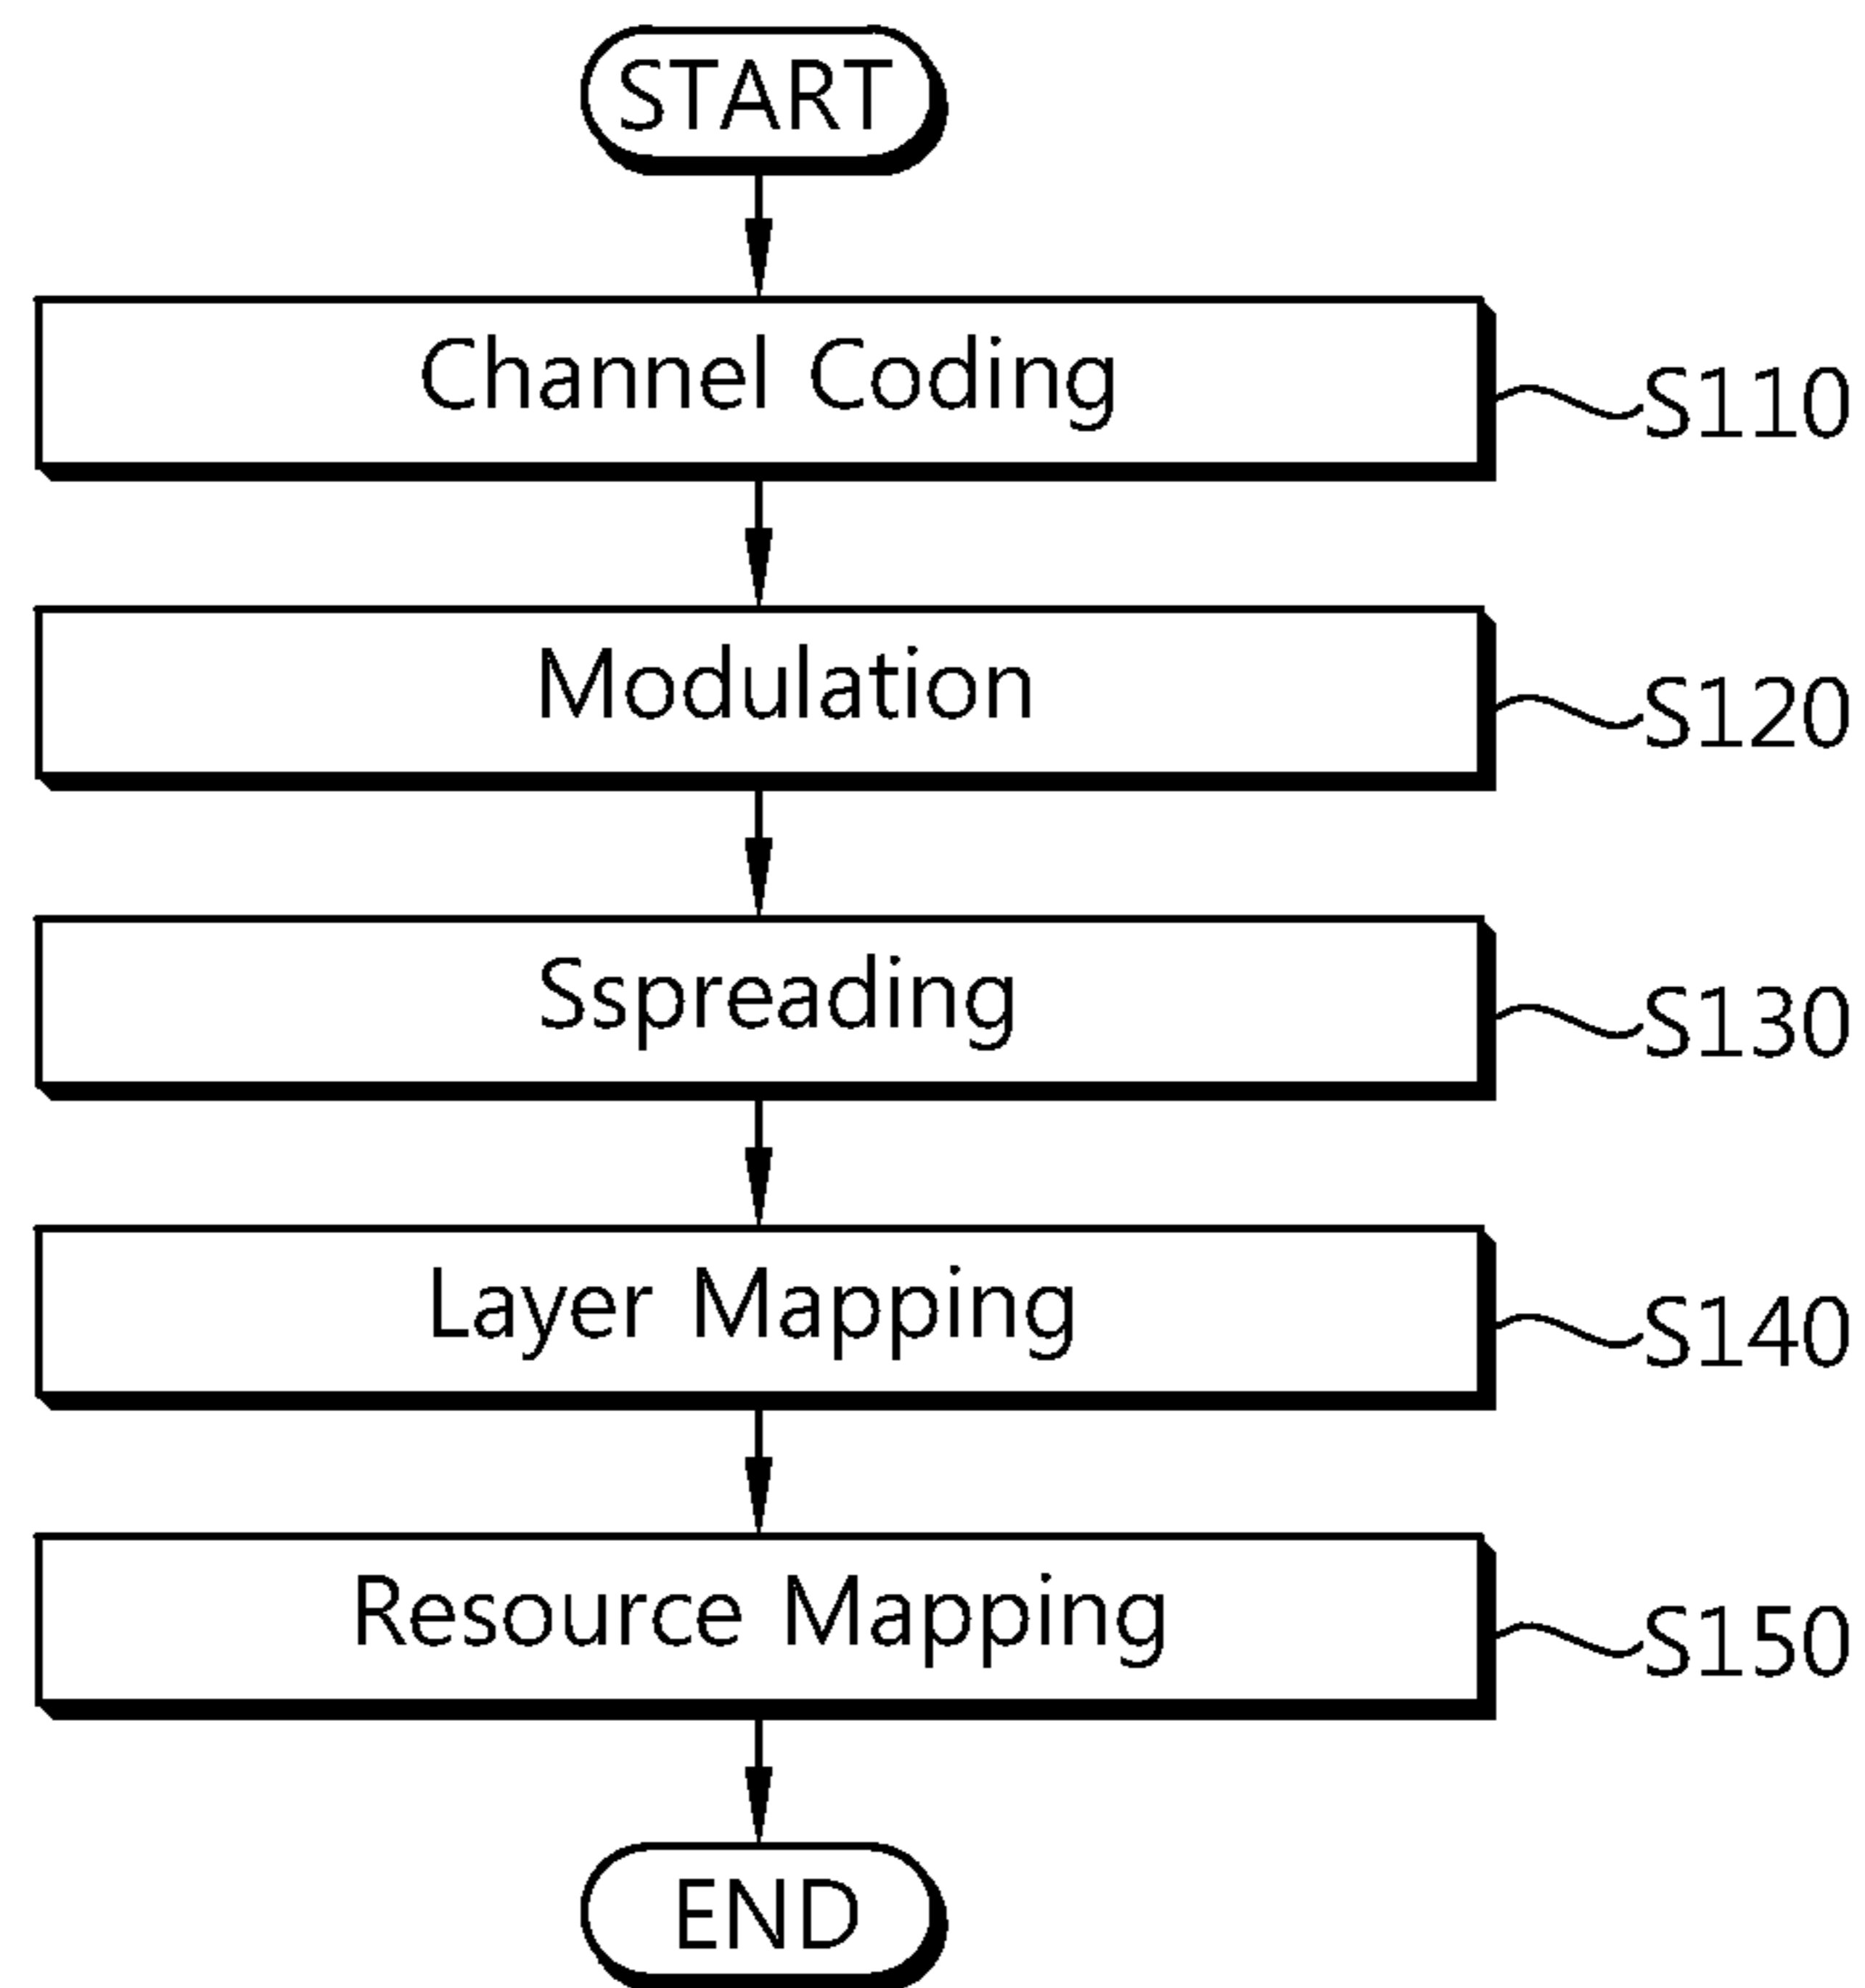 START
Channel Coding
S110
Modulation
S120
Sspreading
S130
Layer Mapping
S140
Resource Mapping
S150
END